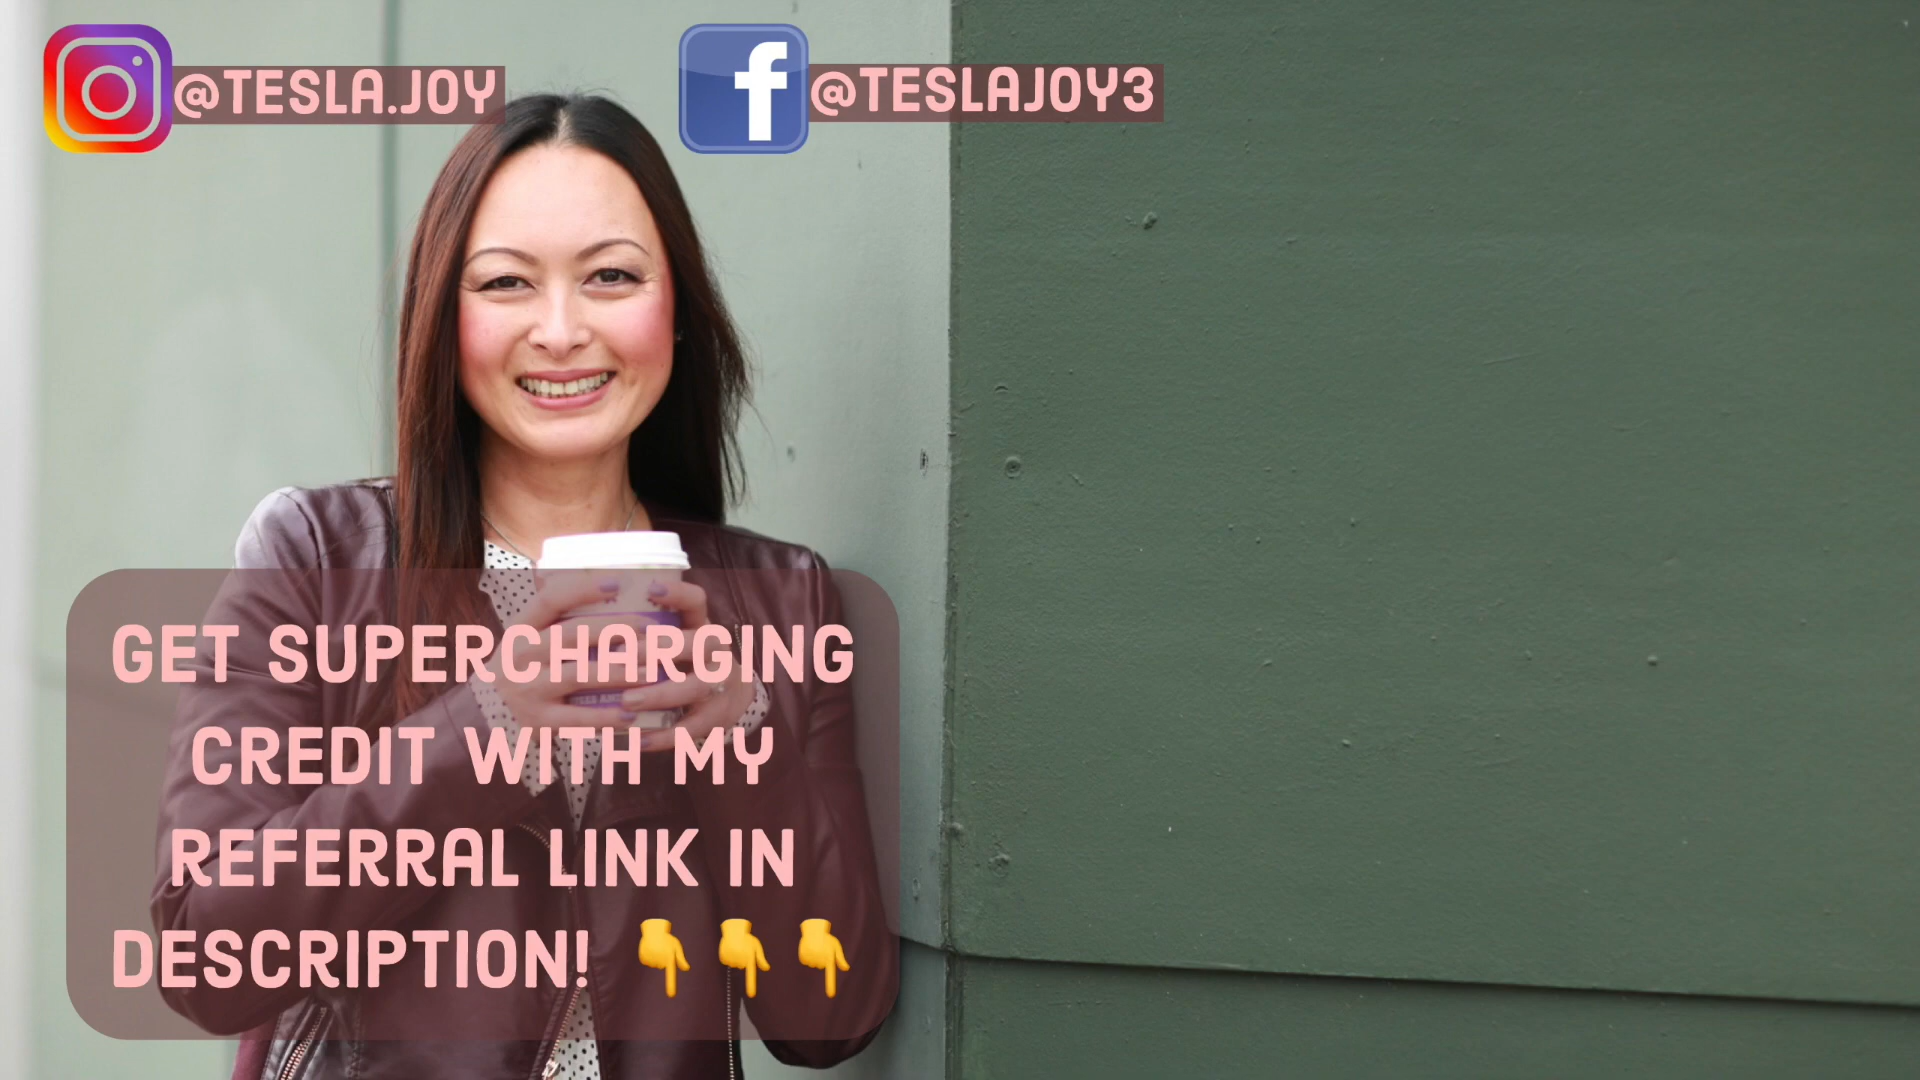 @TESLA.JOY
@TESLAJOY3
GET SUPERCHARGING
CREDIT WITH MY
REFERRAL LINK IN
DESCRIPTION! 👇👇👇